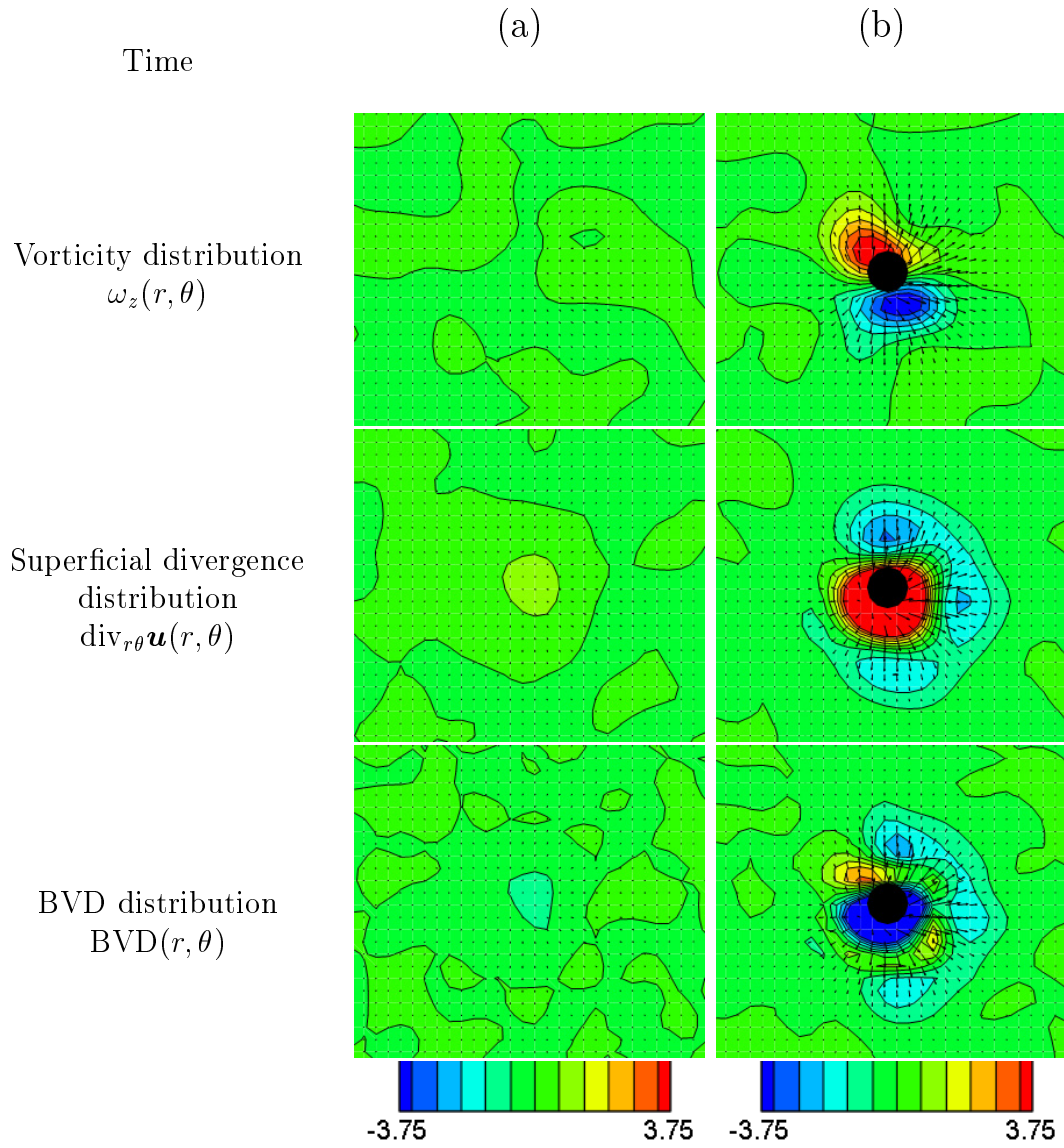 (a) (b)
Time
Vorticity distribution
ω_z(r, θ)
Superficial divergence
distribution
div_{rθ}u(r, θ)
BVD distribution
BVD(r, θ)
-3.75 3.75 -3.75 3.75